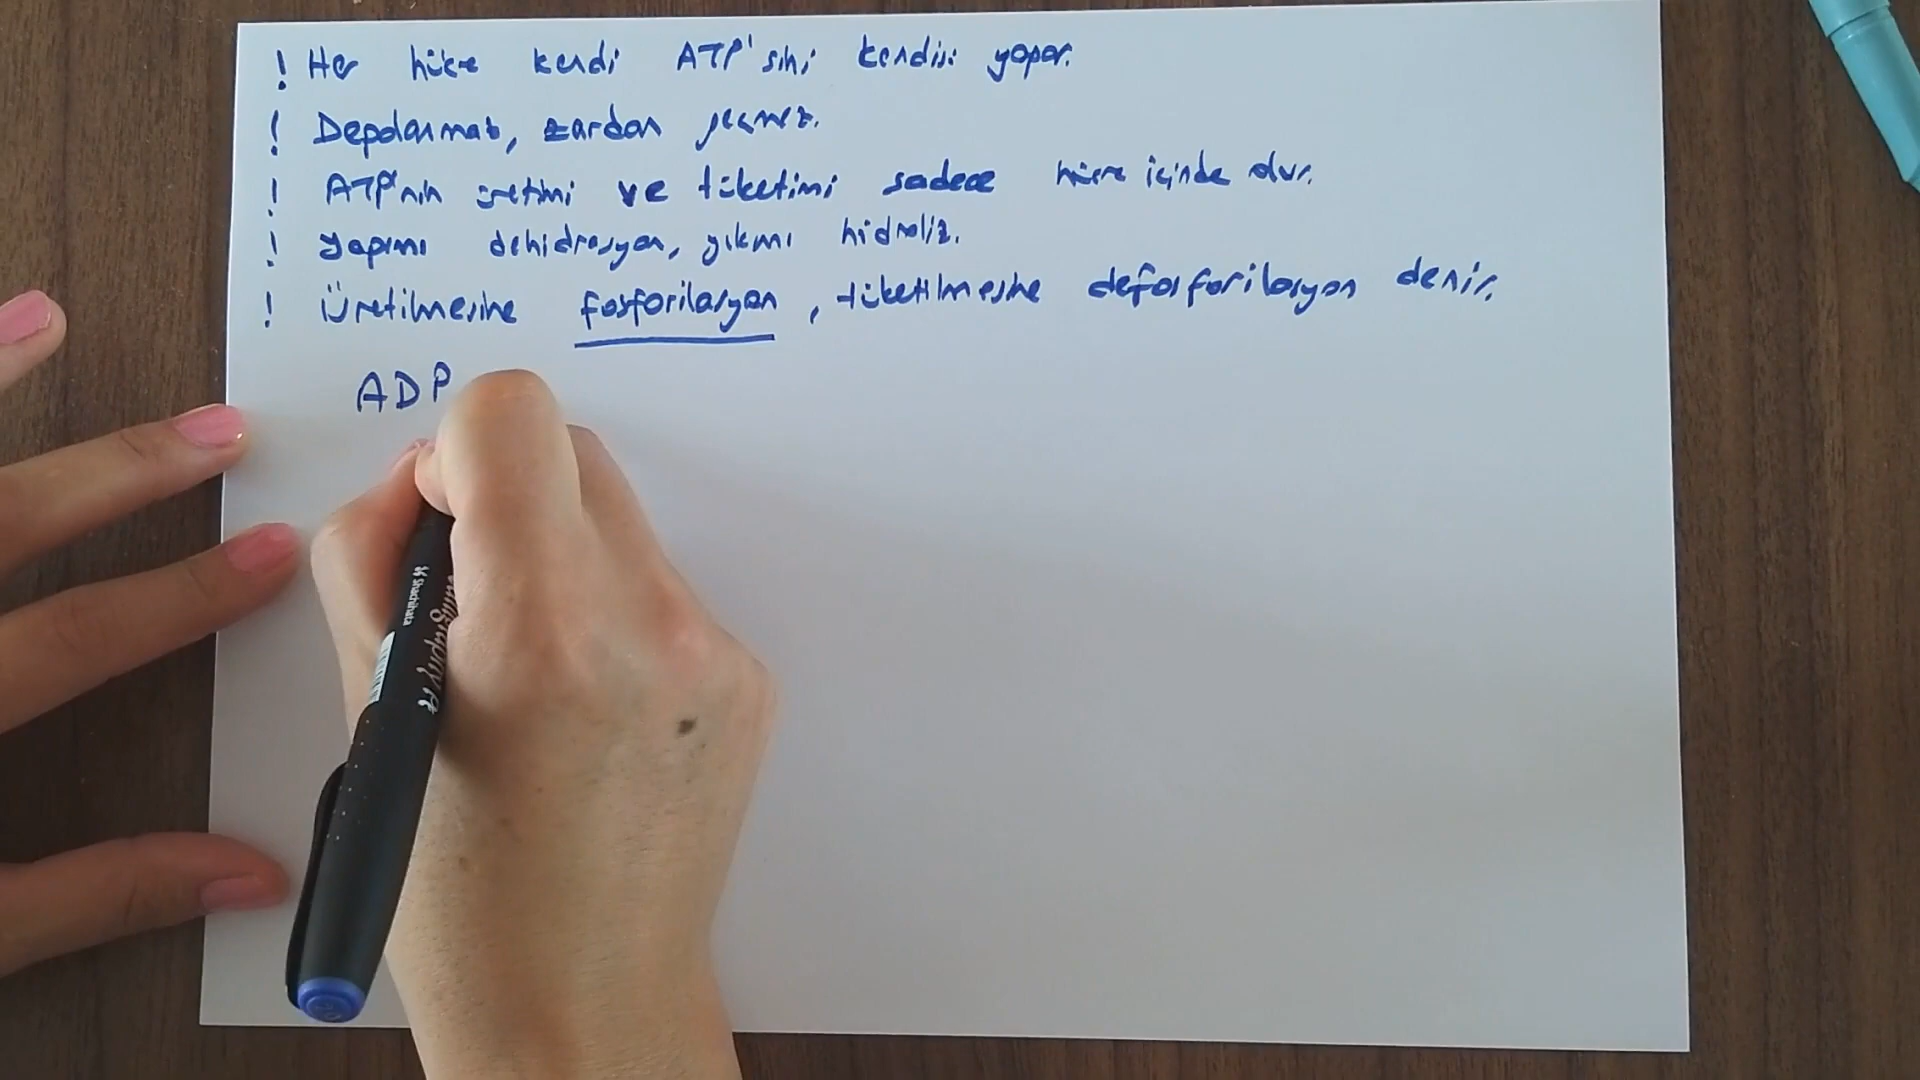 ! Her hücre kendi ATP'sini kendisi yapar.
! Depolanmaz, zardan geçmez.
! ATP'nin üretimi ve tüketimi sadece hücre içinde olur.
! Yapımı dehidrasyon, yıkımı hidroliz.
! Üretilmesine fosforilasyon, tüketilmesine defosforilasyon denir.
ADP
Shachihata